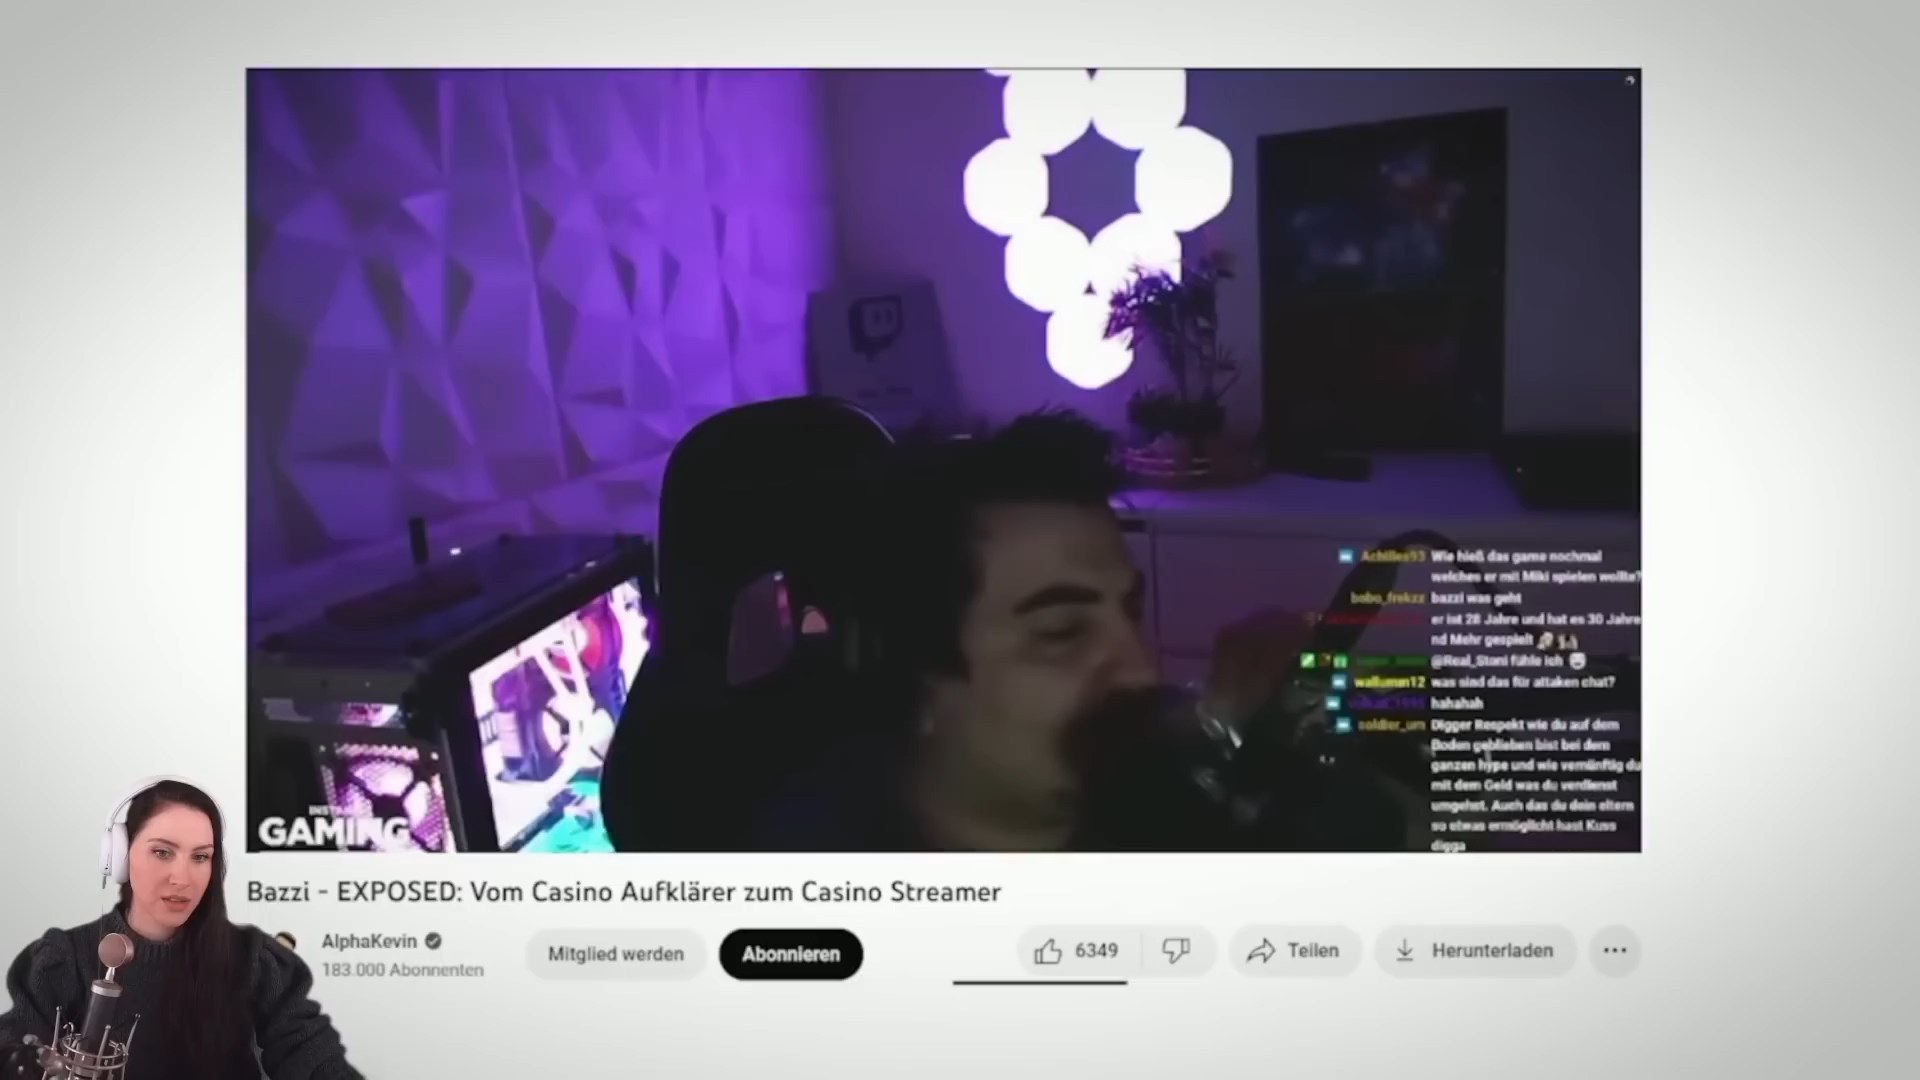 Achilles93 Wie hieß das game nochmal
welches er mit Miki spielen wollte?
bobo_frekzz bazzi was geht
er ist 28 Jahre und hat es 30 Jahre
nd Mehr gespielt
@Real_Stoni fühle ich
wallumm12 was sind das für attaken chat?
hahahah
soldier_um Digger Respekt wie du auf dem
Boden geblieben bist bei dem
ganzen hype und wie vernünftig du
mit dem Geld was du verdienst
umgehst. Auch das du dein eltern
so etwas ermöglicht hast Kuss
digga
INSTANT
GAMING
Bazzi - EXPOSED: Vom Casino Aufklärer zum Casino Streamer
AlphaKevin
183.000 Abonnenten
Mitglied werden
Abonnieren
6349
Teilen
Herunterladen